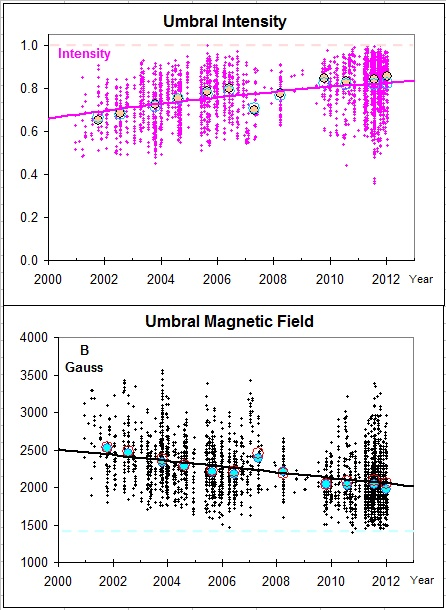 Umbral Intensity
1.0
Intensity
0.8
0.6
0.4
0.2
0.0
2000 2002 2004 2006 2008 2010 2012 Year
Umbral Magnetic Field
4000
B
Gauss
3500
3000
2500
2000
1500
1000
2000 2002 2004 2006 2008 2010 2012 Year